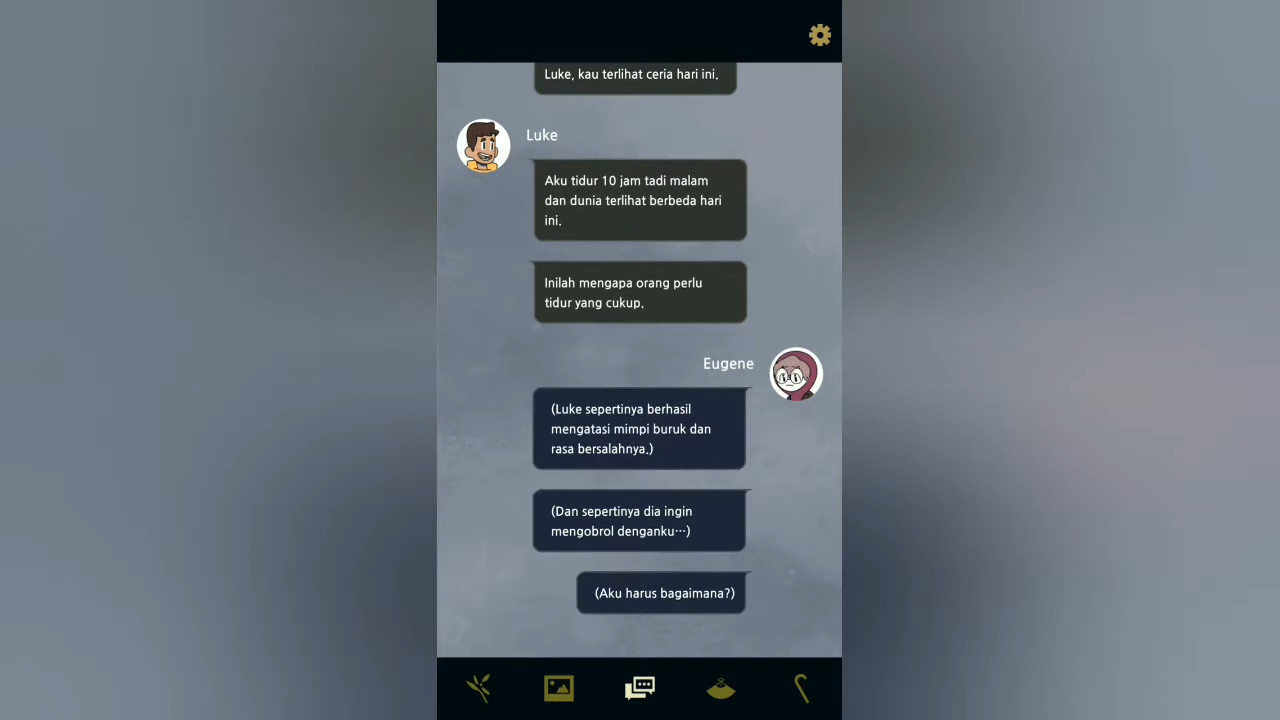 Luke, kau terlihat ceria hari ini.
Luke
Aku tidur 10 jam tadi malam
dan dunia terlihat berbeda hari
ini.
Inilah mengapa orang perlu
tidur yang cukup.
Eugene
(Luke sepertinya berhasil
mengatasi mimpi buruk dan
rasa bersalahnya.)
(Dan sepertinya dia ingin
mengobrol denganku…)
(Aku harus bagaimana?)